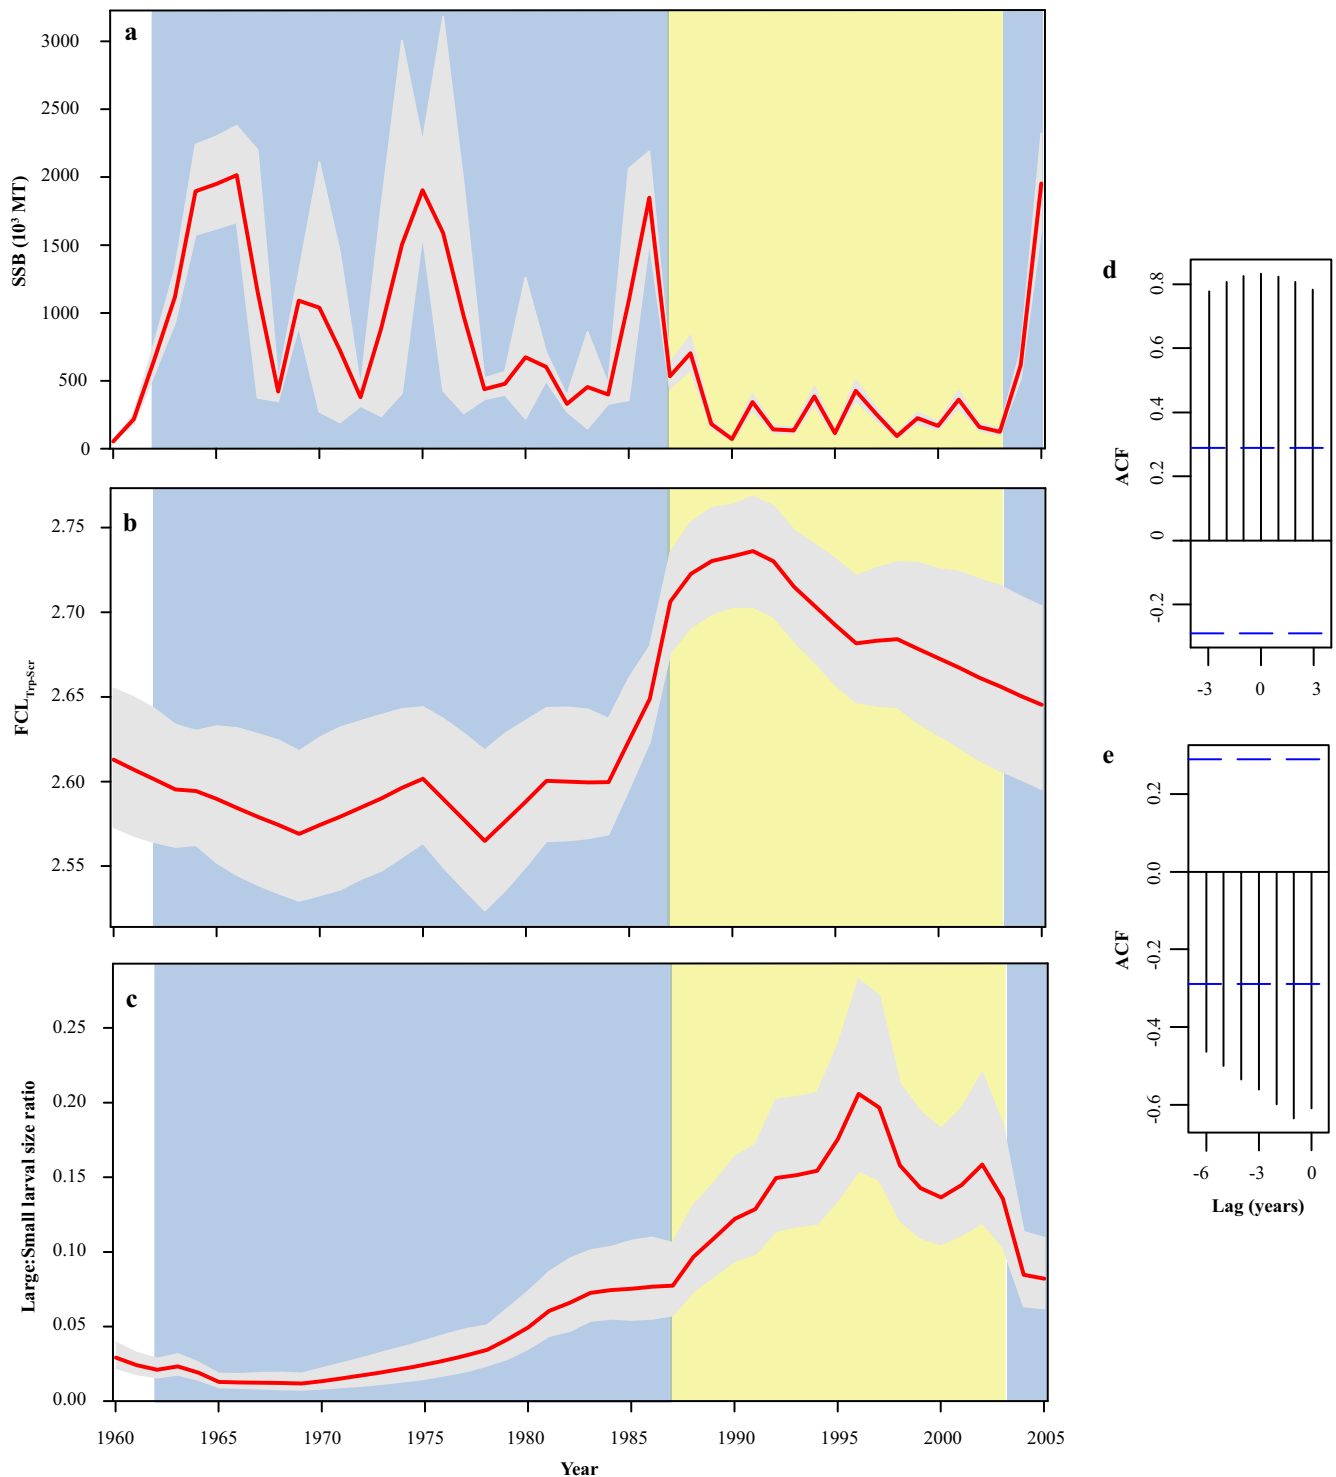 a
3000
2500
2000
1500
1000
500
0
SSB (10³ MT)
b
2.75
2.70
2.65
2.60
2.55
FCL Trp-Ser
c
0.25
0.20
0.15
0.10
0.05
0.00
Large:Small larval size ratio
1960 1965 1970 1975 1980 1985 1990 1995 2000 2005
Year
d
0.8
0.6
0.4
0.2
0
-0.2
ACF
-3 0 3
e
0.2
0.0
-0.2
-0.4
-0.6
ACF
-6 -3 0
Lag (years)